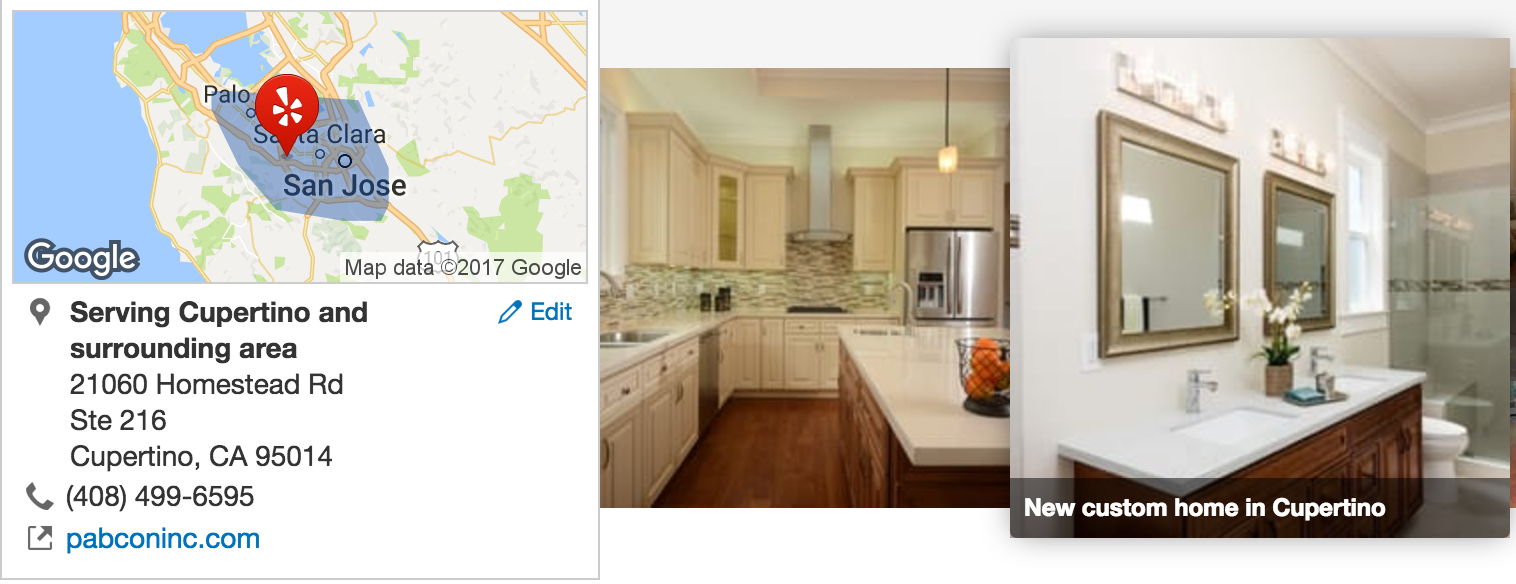 Palo
Santa Clara
San Jose
101
Google
Map data ©2017 Google
Serving Cupertino and
Edit
surrounding area
21060 Homestead Rd
Ste 216
Cupertino, CA 95014
(408) 499-6595
pabconinc.com
New custom home in Cupertino